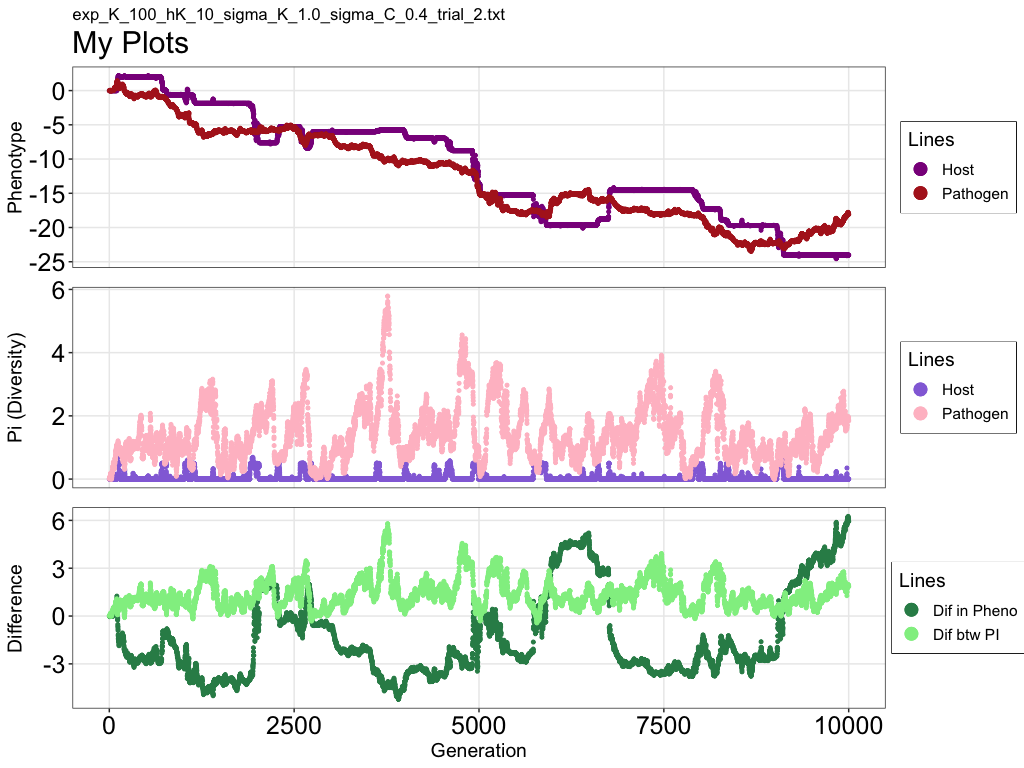 exp_K_100_hK_10_sigma_K_1.0_sigma_C_0.4_trial_2.txt
My Plots
Phenotype
0
-5
-10
-15
-20
-25
Lines
Host
Pathogen
Pi (Diversity)
6
4
2
0
Lines
Host
Pathogen
Difference
6
3
0
-3
Lines
Dif in Pheno
Dif btw PI
0 2500 5000 7500 10000
Generation